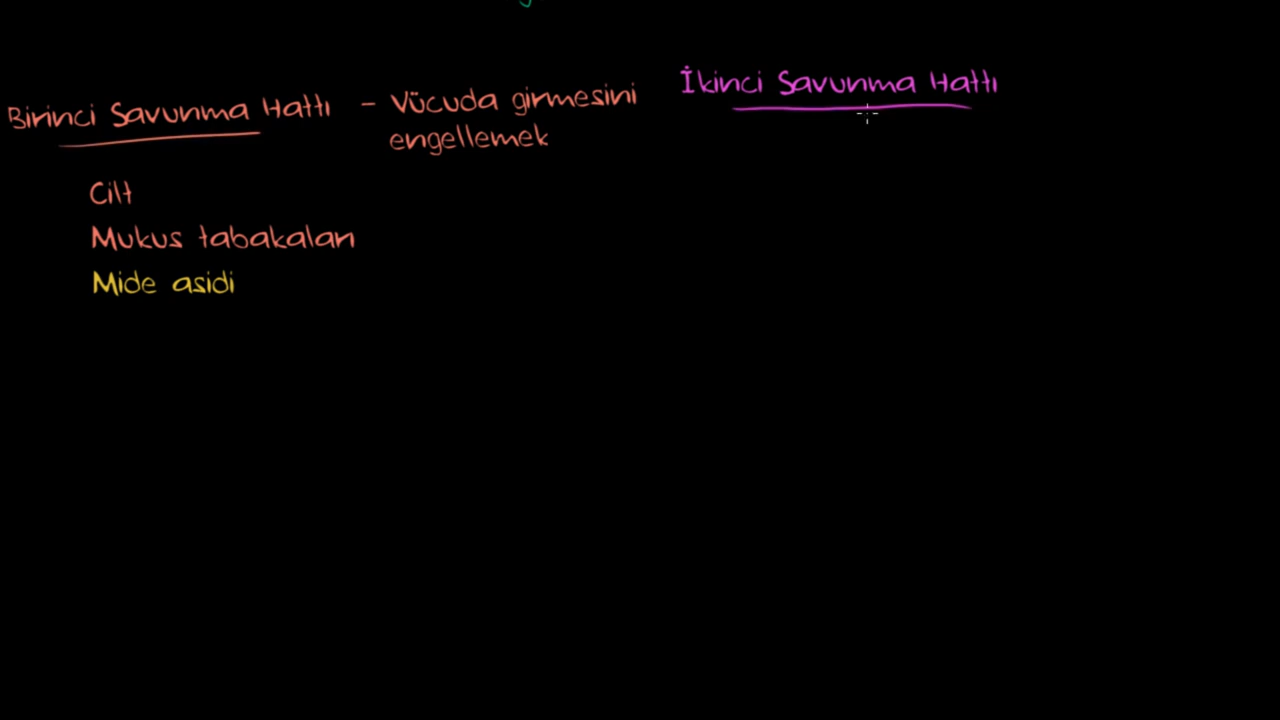 Birinci Savunma Hattı - Vücuda girmesini
engellemek
Cilt
Mukus tabakaları
Mide asidi
İkinci Savunma Hattı